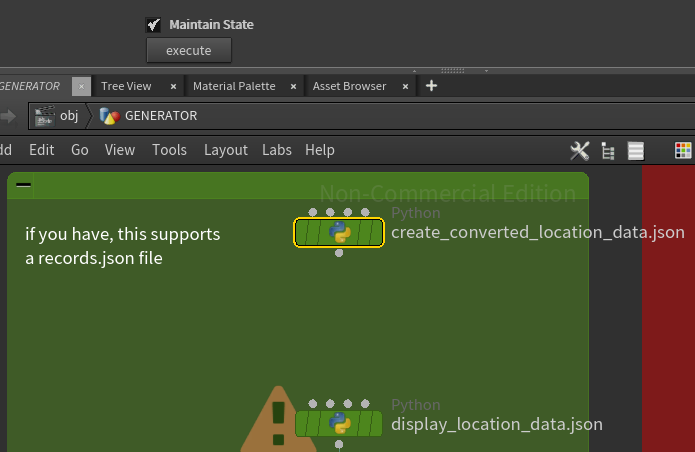 Maintain State
execute
GENERATOR
Tree View
Material Palette
Asset Browser
obj
GENERATOR
dd
Edit
Go
View
Tools
Layout
Labs
Help
Non-Commercial Edition
Python
create_converted_location_data.json
if you have, this supports
a records.json file
Python
display_location_data.json